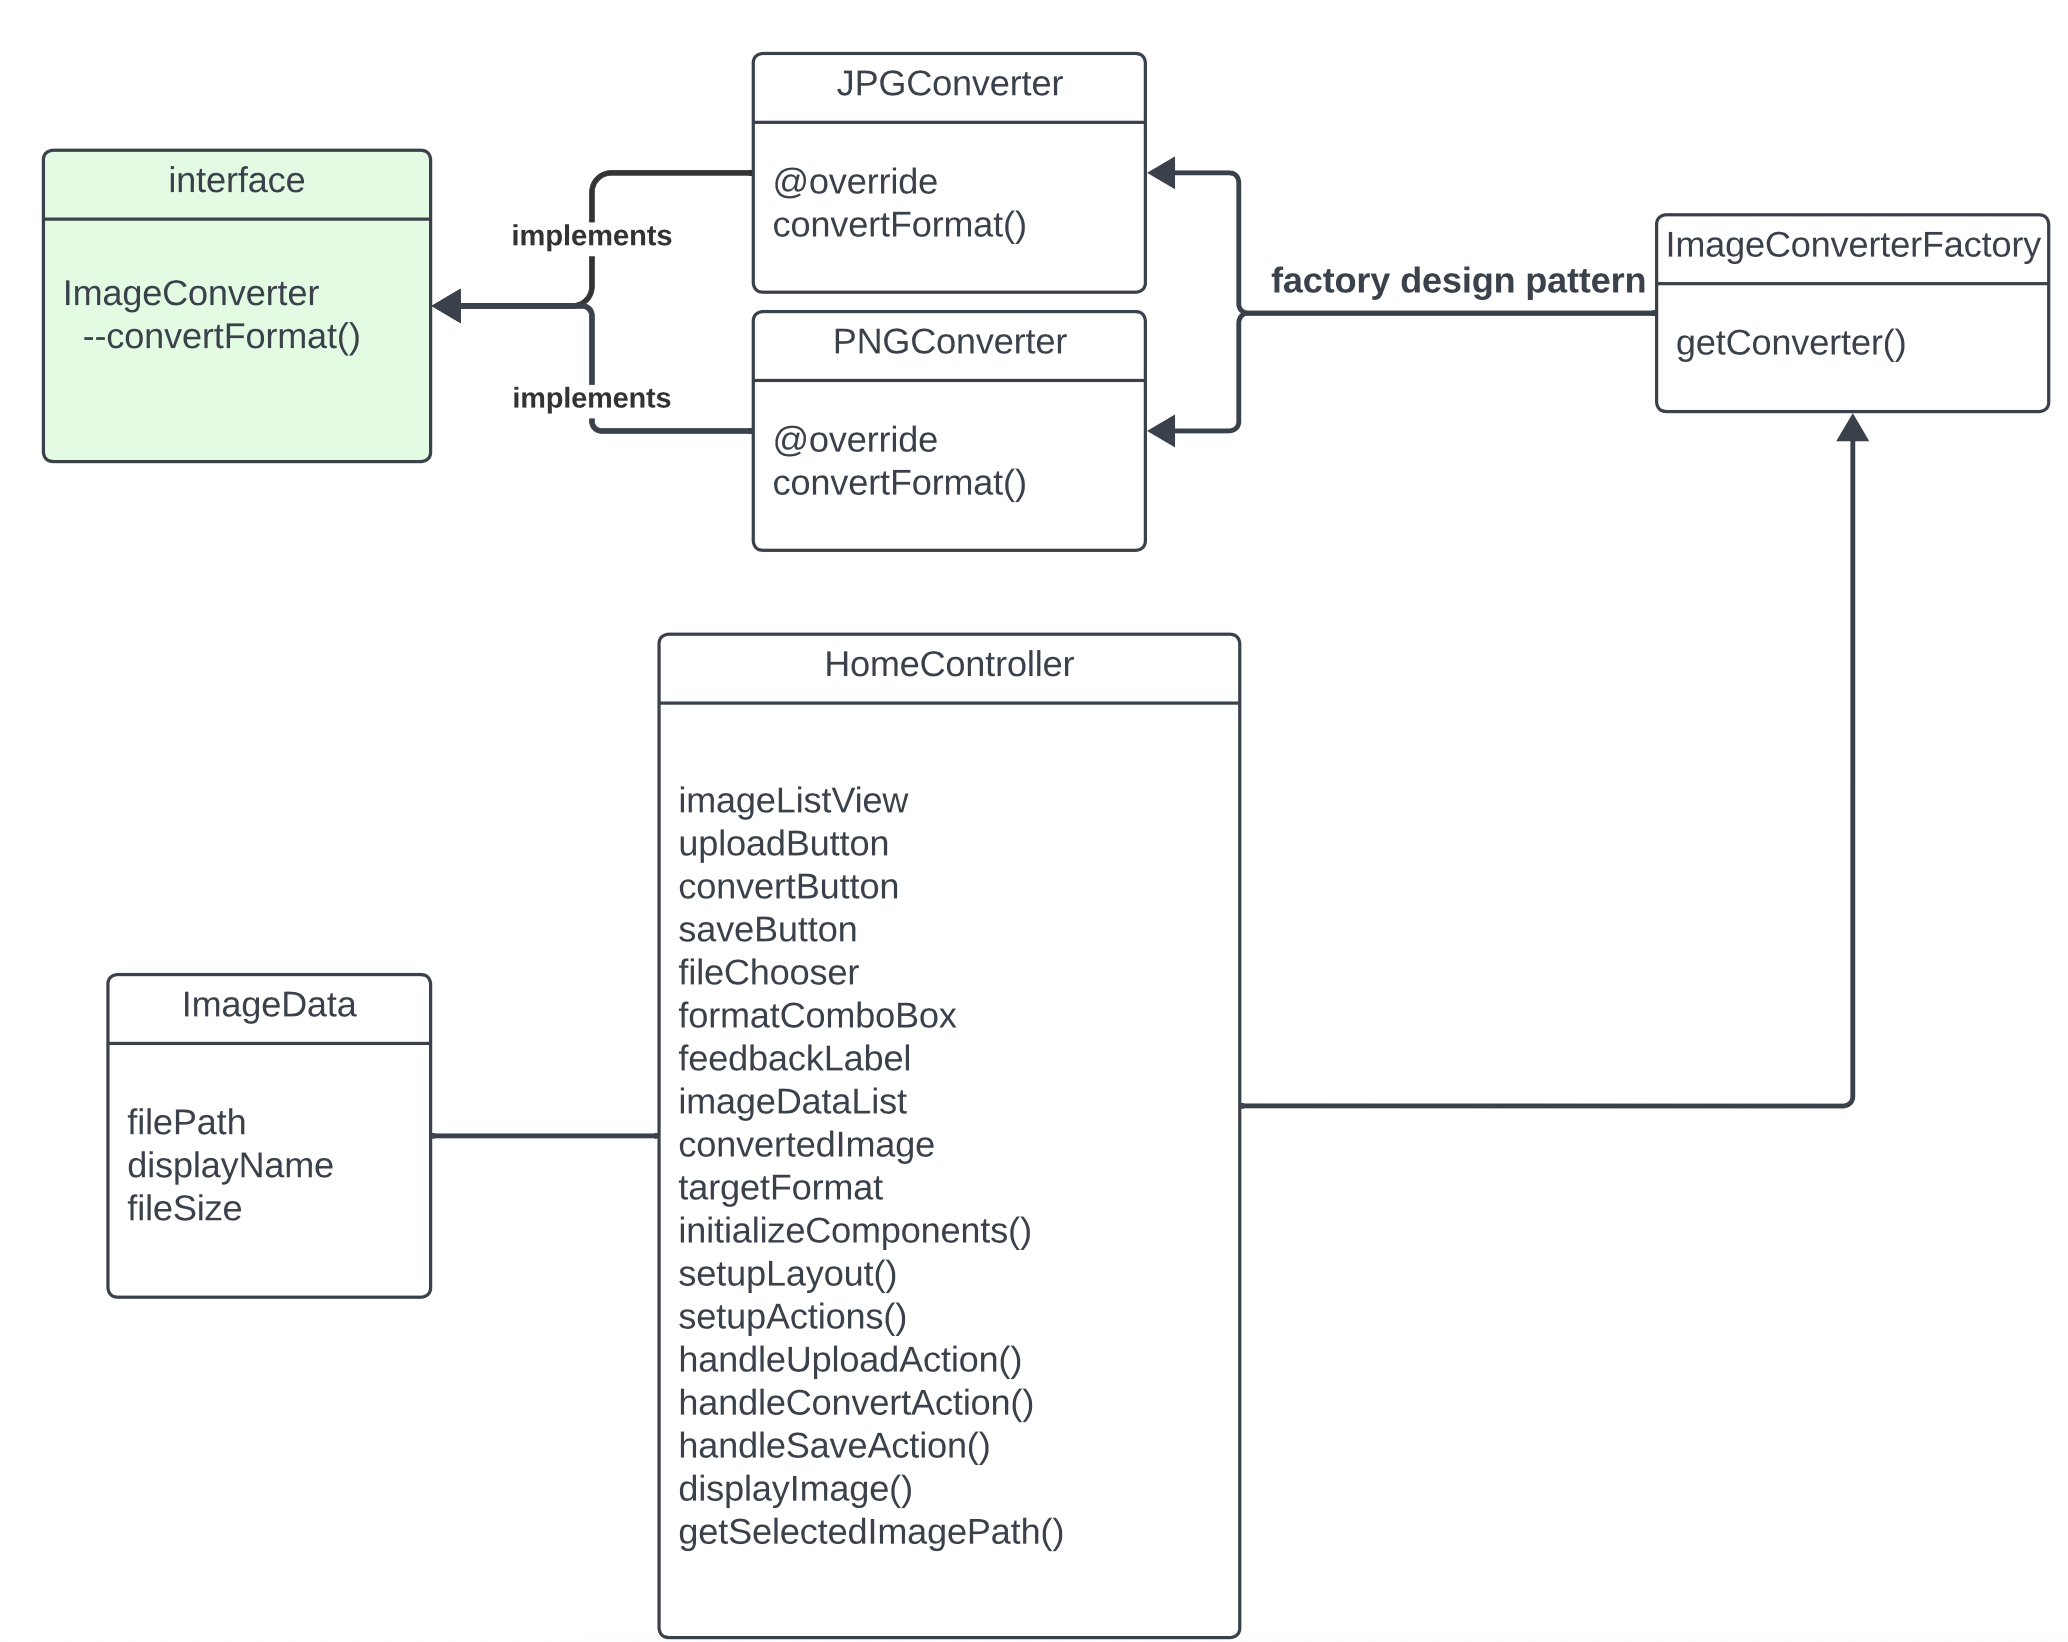 interface
ImageConverter
--convertFormat()
implements
implements
JPGConverter
@override
convertFormat()
PNGConverter
@override
convertFormat()
factory design pattern
ImageConverterFactory
getConverter()
HomeController
imageListView
uploadButton
convertButton
saveButton
fileChooser
formatComboBox
feedbackLabel
imageDataList
convertedImage
targetFormat
initializeComponents()
setupLayout()
setupActions()
handleUploadAction()
handleConvertAction()
handleSaveAction()
displayImage()
getSelectedImagePath()
ImageData
filePath
displayName
fileSize